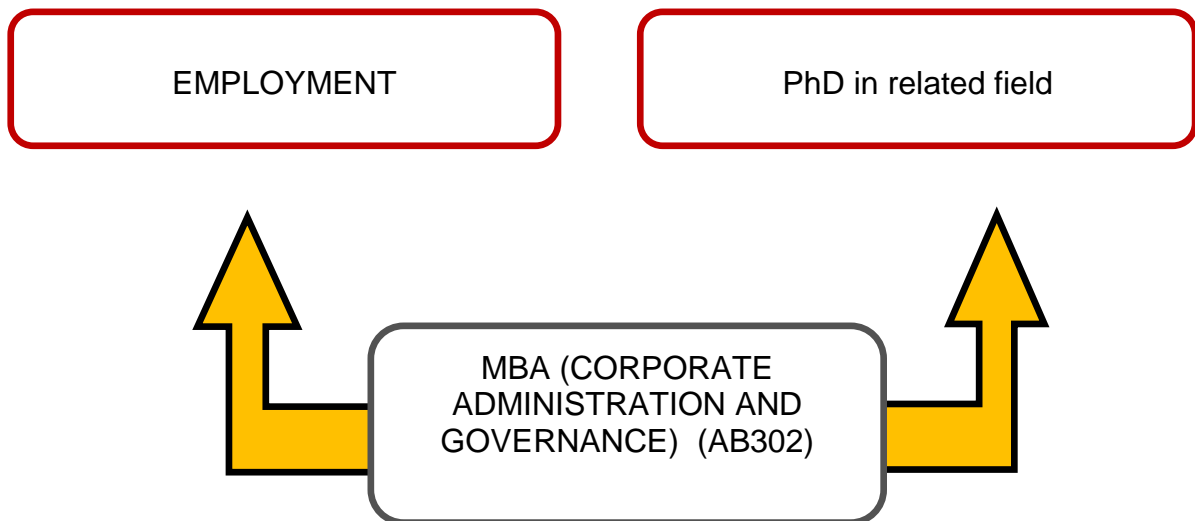 EMPLOYMENT
PhD in related field
MBA (CORPORATE
ADMINISTRATION AND
GOVERNANCE)  (AB302)